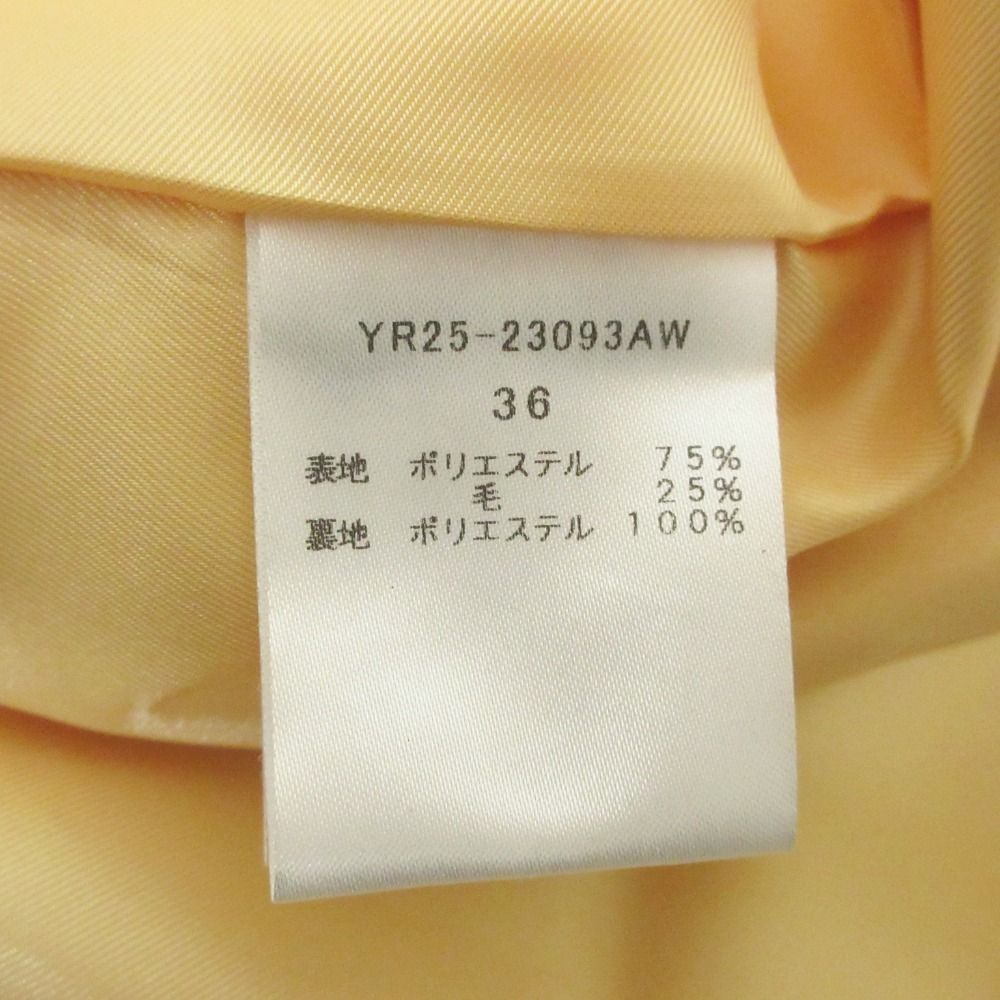 YR25-23093AW
36
表地 ポリエステル 75%
毛 25%
裏地 ポリエステル 100%